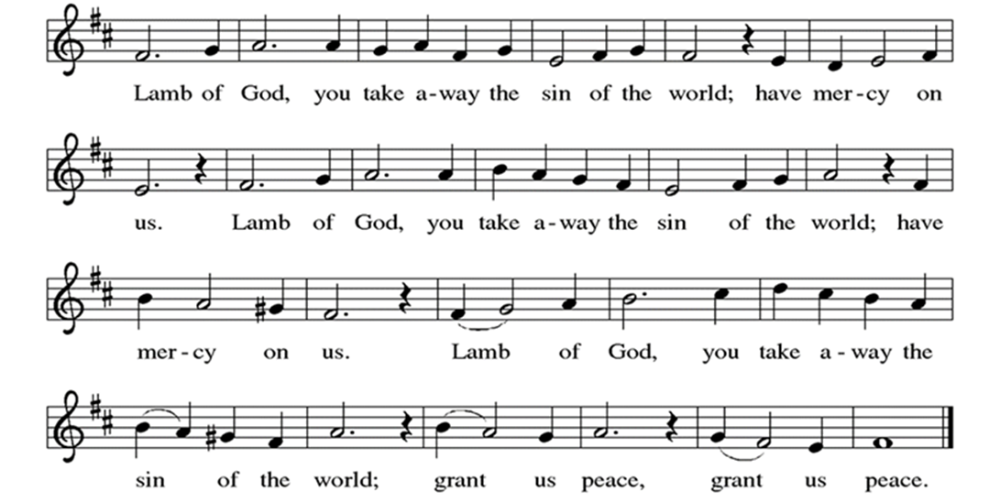 Lamb of God, you take a-way the sin of the world; have mer-cy on
us. Lamb of God, you take a-way the sin of the world; have
mer-cy on us. Lamb of God, you take a-way the
sin of the world; grant us peace, grant us peace.